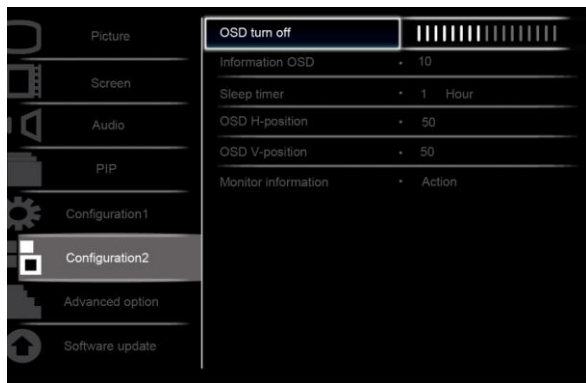 Picture
Screen
Audio
PIP
Configuration1
Configuration2
Advanced option
Software update
OSD turn off
Information OSD • 10
Sleep timer • 1 Hour
OSD H-position • 50
OSD V-position • 50
Monitor information • Action